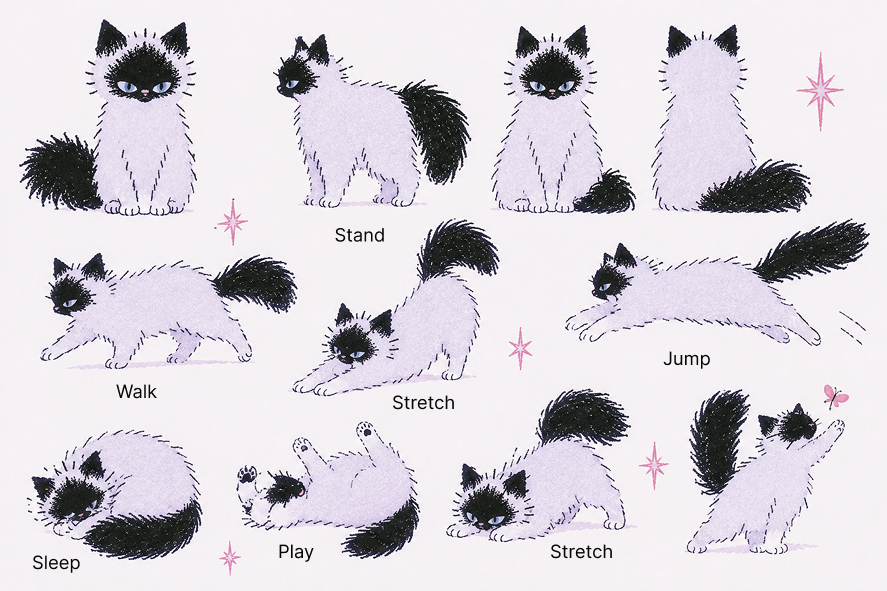 Stand
Walk
Stretch
Jump
Sleep
Play
Stretch